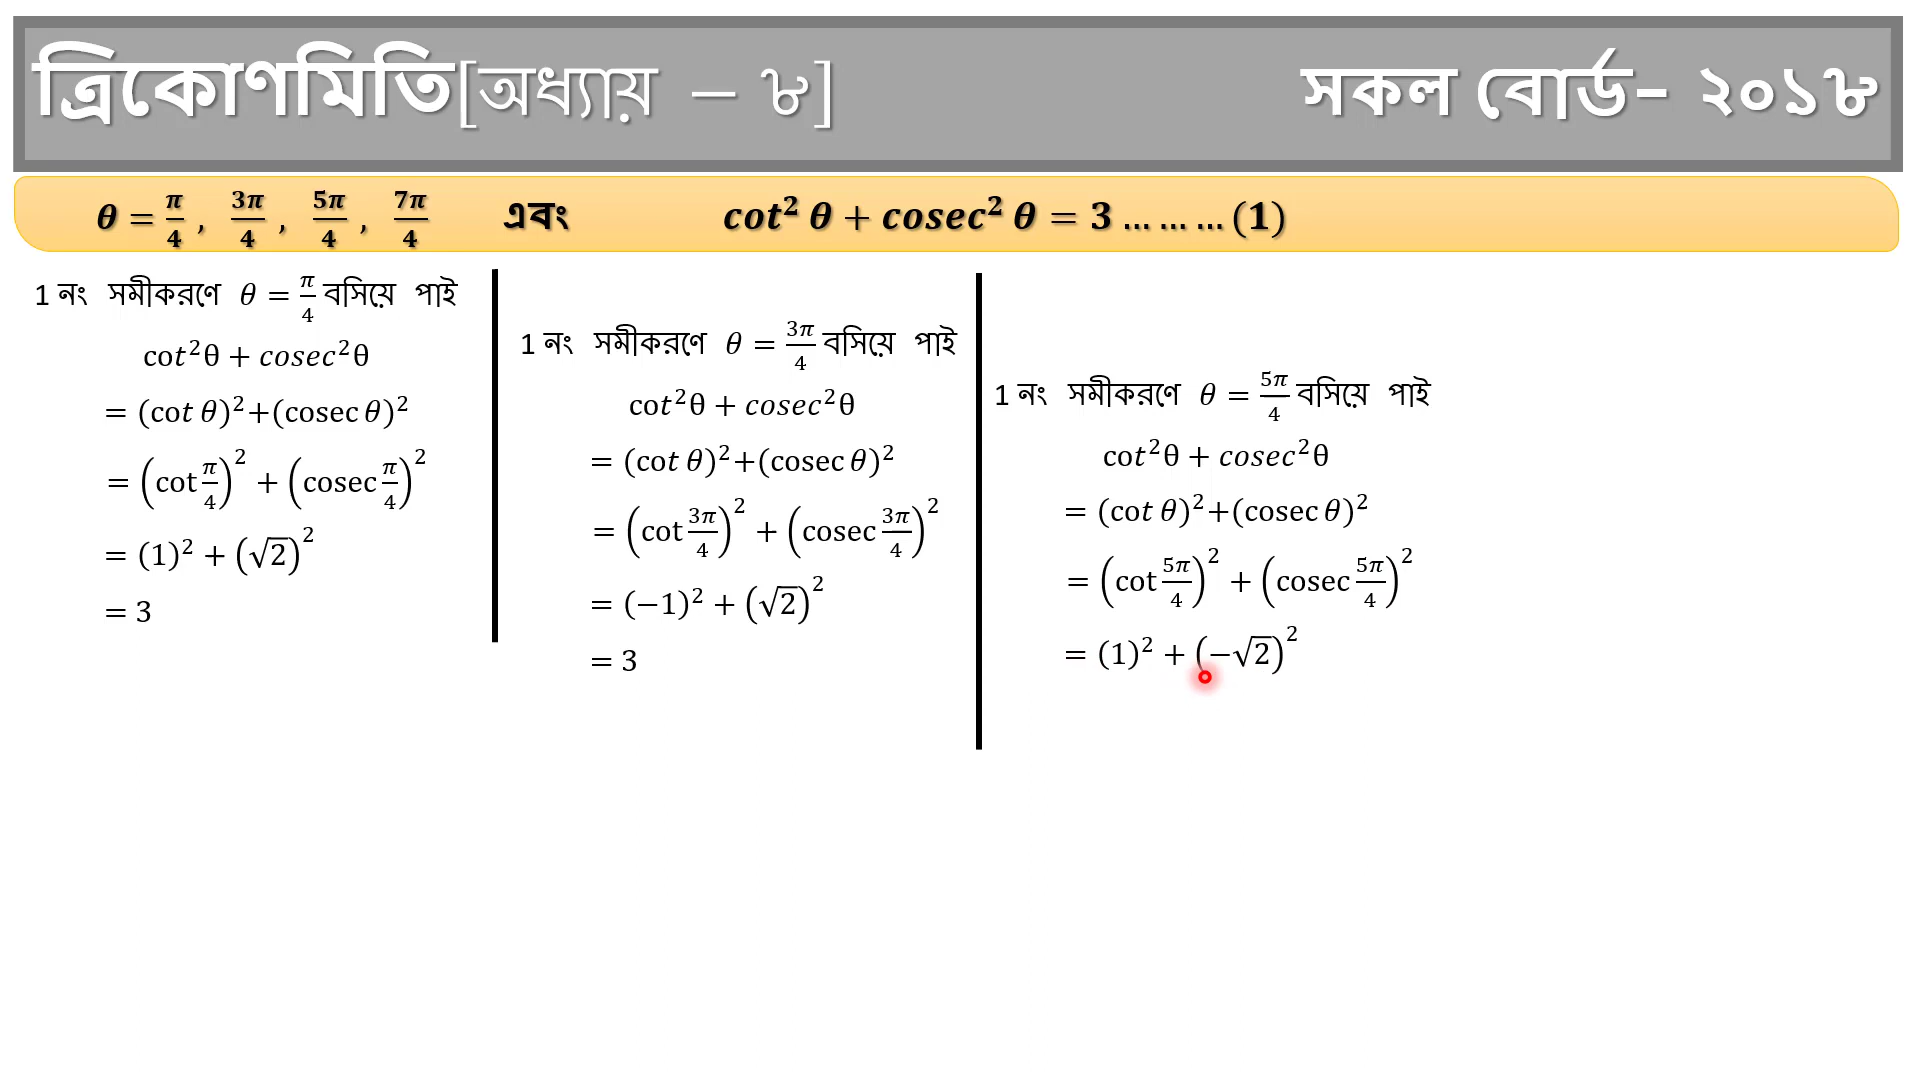 ত্রিকোণমিতি[অধ্যায় – ৮] সকল বোর্ড– ২০১৮
θ = π/4 , 3π/4 , 5π/4 , 7π/4 এবং cot² θ + cosec² θ = 3 … … … (1)
1 নং সমীকরণে θ = π/4 বসিয়ে পাই
cot²θ + cosec²θ
= (cot θ)²+(cosec θ)²
= (cot π/4)² + (cosec π/4)²
= (1)² + (√2)²
= 3
1 নং সমীকরণে θ = 3π/4 বসিয়ে পাই
cot²θ + cosec²θ
= (cot θ)²+(cosec θ)²
= (cot 3π/4)² + (cosec 3π/4)²
= (−1)² + (√2)²
= 3
1 নং সমীকরণে θ = 5π/4 বসিয়ে পাই
cot²θ + cosec²θ
= (cot θ)²+(cosec θ)²
= (cot 5π/4)² + (cosec 5π/4)²
= (1)² + (−√2)²